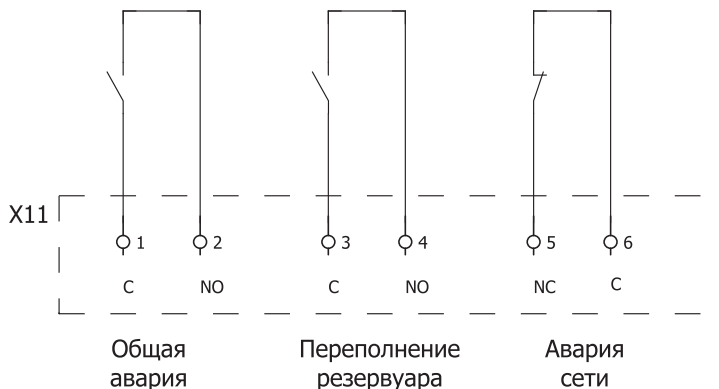 X11
1 2 3 4 5 6
C NO C NO NC C
Общая Переполнение Авария
авария резервуара сети